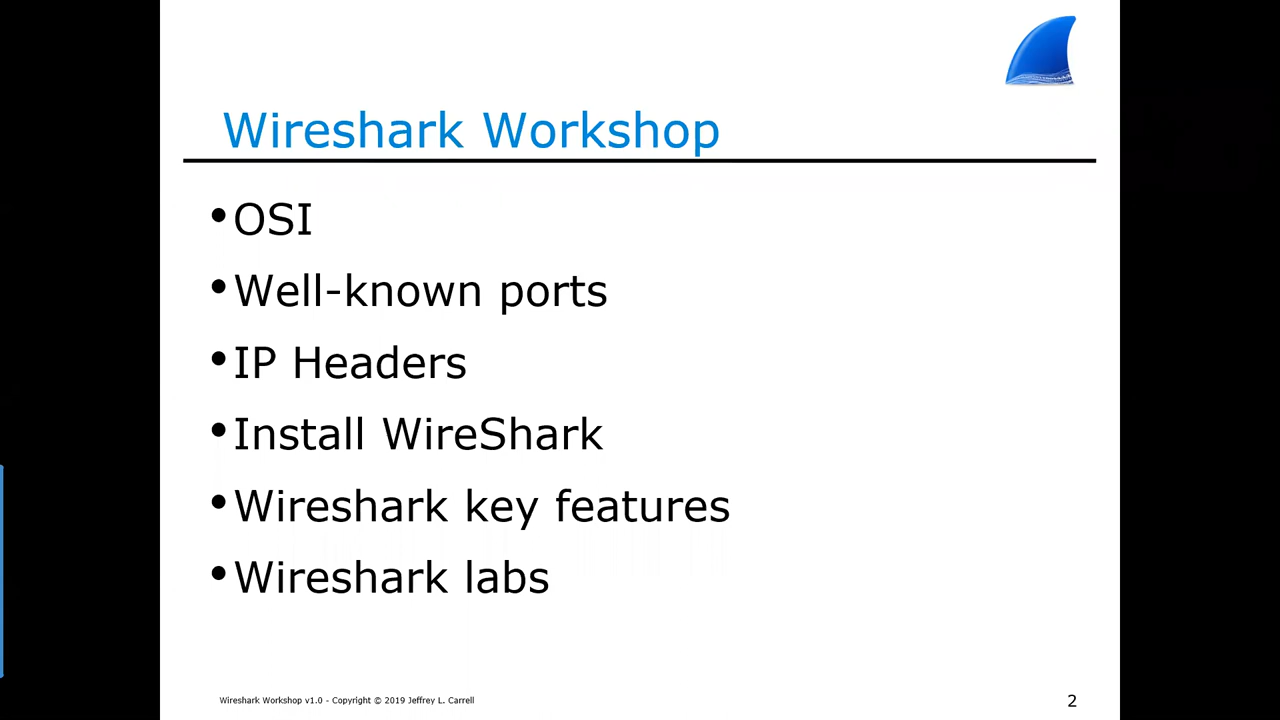 Wireshark Workshop
•OSI
•Well-known ports
•IP Headers
•Install WireShark
•Wireshark key features
•Wireshark labs
Wireshark Workshop v1.0 - Copyright © 2019 Jeffrey L. Carrell
2